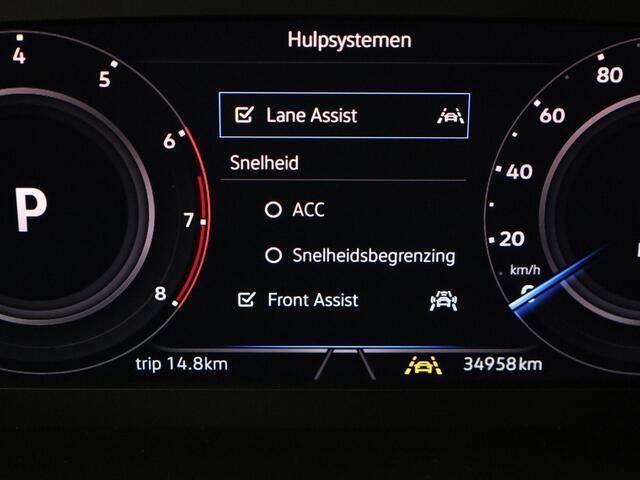 Hulpsystemen
4
5
6
7
8
P
Lane Assist
Snelheid
ACC
Snelheidsbegrenzing
Front Assist
80
60
40
20
km/h
0
trip 14.8km
34958km